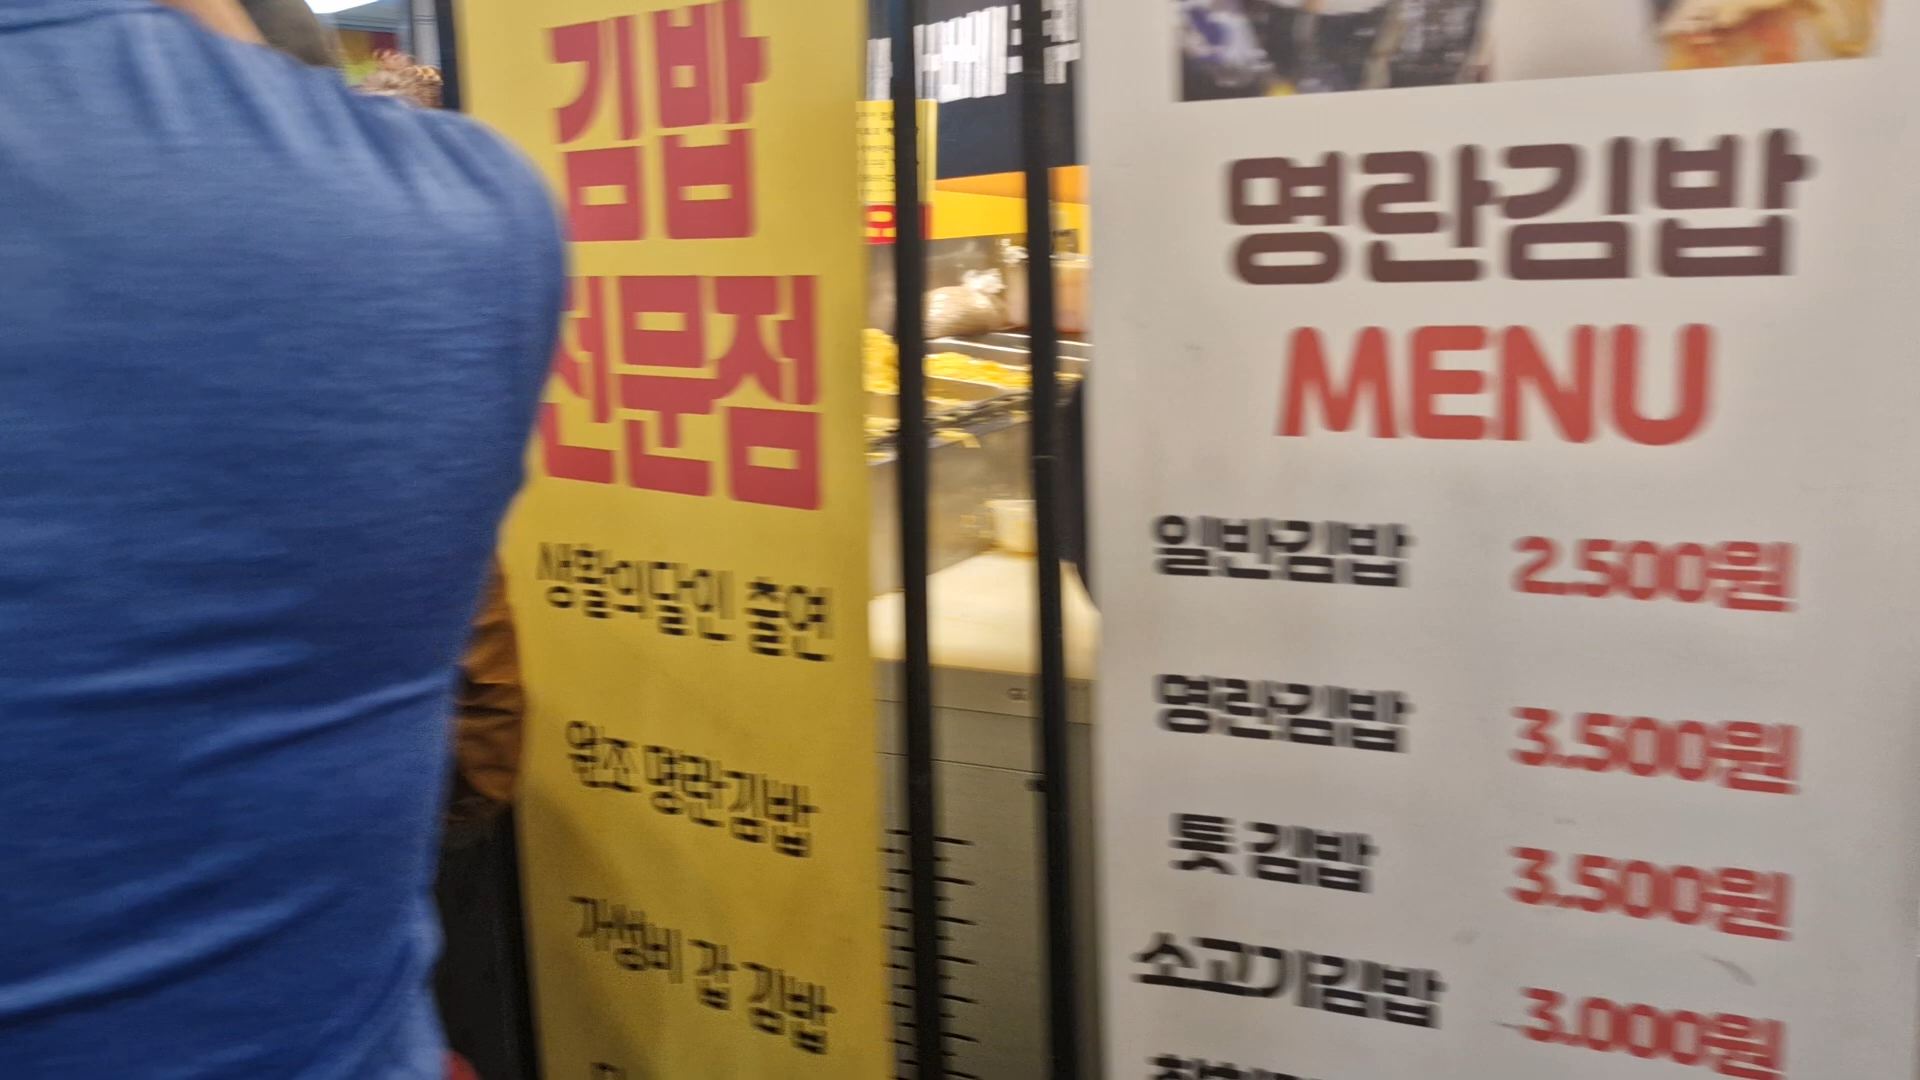 김밥
전문점
생활의달인 출연
원조 명란김밥
가성비 갑 김밥
명란김밥
MENU
일반김밥 2.500원
명란김밥 3.500원
톳 김밥 3.500원
소고기김밥 3.000원